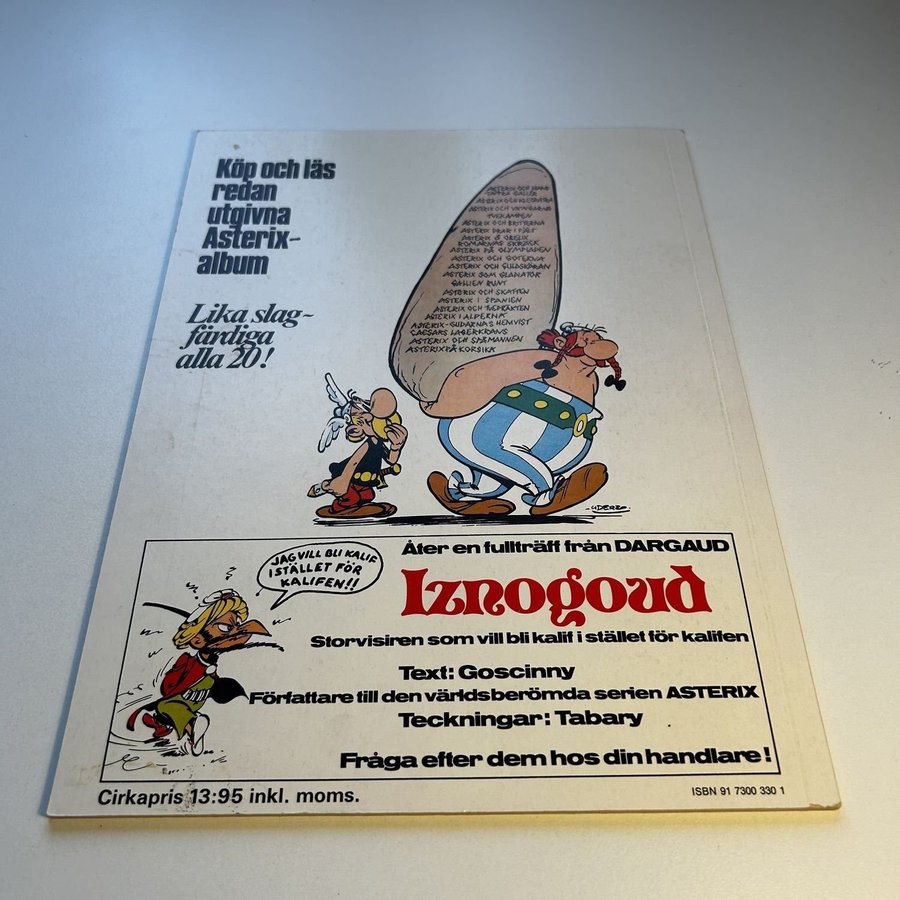 Köp och läs
redan
utgivna
Asterix-
album
Lika slag-
färdiga
alla 20!
ASTERIX OCH HANS
TAPPRA GALLER
ASTERIX OCH KLEOPATRA
ASTERIX OCH VIKINGARNA
TVEKAMPEN
ASTERIX OCH BRITTERNA
ASTERIX DRAR I FÄLT
ASTERIX & OBELIX
ROMARNAS SKRÄCK
ASTERIX PÅ OLYMPIADEN
ASTERIX OCH GOTERNA
ASTERIX OCH GULDSKÄRAN
ASTERIX SOM GLADIATOR
GALLIEN RUNT
ASTERIX OCH SKATTEN
ASTERIX I SPANIEN
ASTERIX OCH TVEDRÄKTEN
ASTERIX I ALPERNA
ASTERIX-GUDARNAS HEMVIST
CAESARS LAGERKRANS
ASTERIX OCH SPÅMANNEN
ASTERIX PÅ KORSIKA
-UDERZO-
JAG VILL BLI KALIF
I STÄLLET FÖR
KALIFEN!!
Åter en fullträff från DARGAUD
Iznogoud
Storvisiren som vill bli kalif i stället för kalifen
Text: Goscinny
Författare till den världsberömda serien ASTERIX
Teckningar: Tabary
Fråga efter dem hos din handlare!
Cirkapris 13:95 inkl. moms.
ISBN 91 7300 330 1